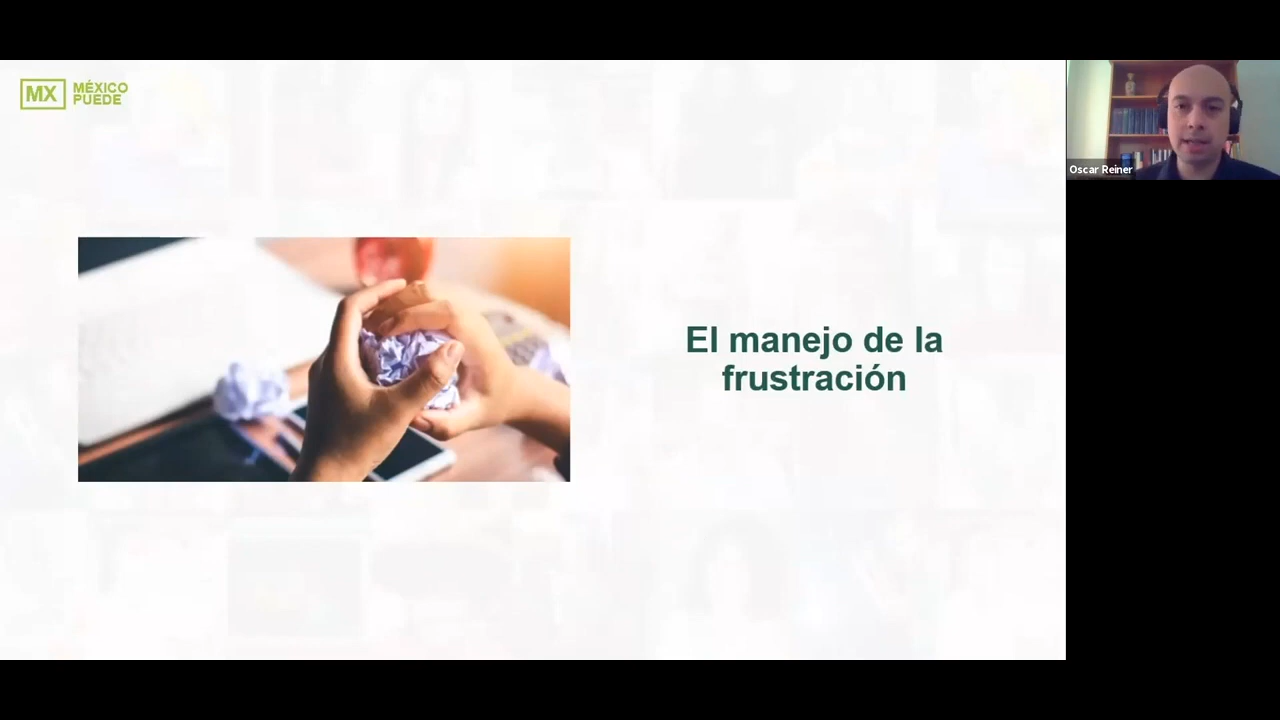 MX
MÉXICO
PUEDE
Oscar Reiner
El manejo de la
frustración